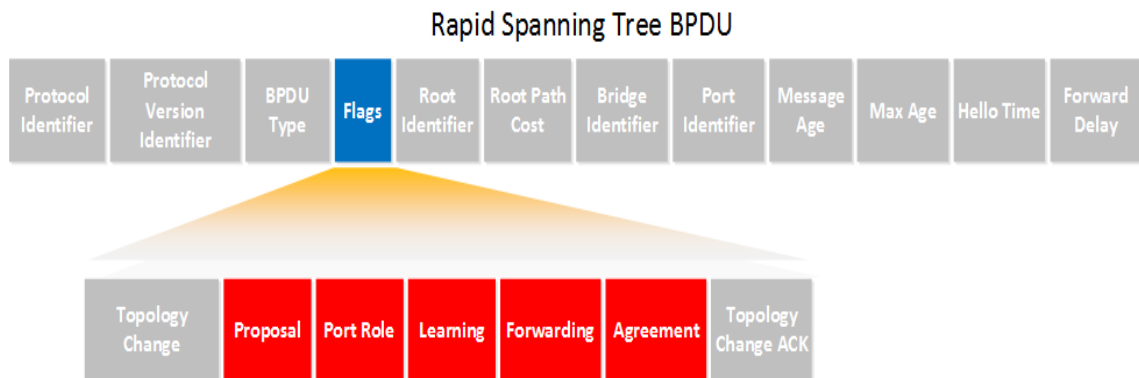 Rapid Spanning Tree BPDU
Protocol
Identifier
Protocol
Version
Identifier
BPDU
Type
Flags
Root
Identifier
Root Path
Cost
Bridge
Identifier
Port
Identifier
Message
Age
Max Age
Hello Time
Forward
Delay
Topology
Change
Proposal
Port Role
Learning
Forwarding
Agreement
Topology
Change ACK